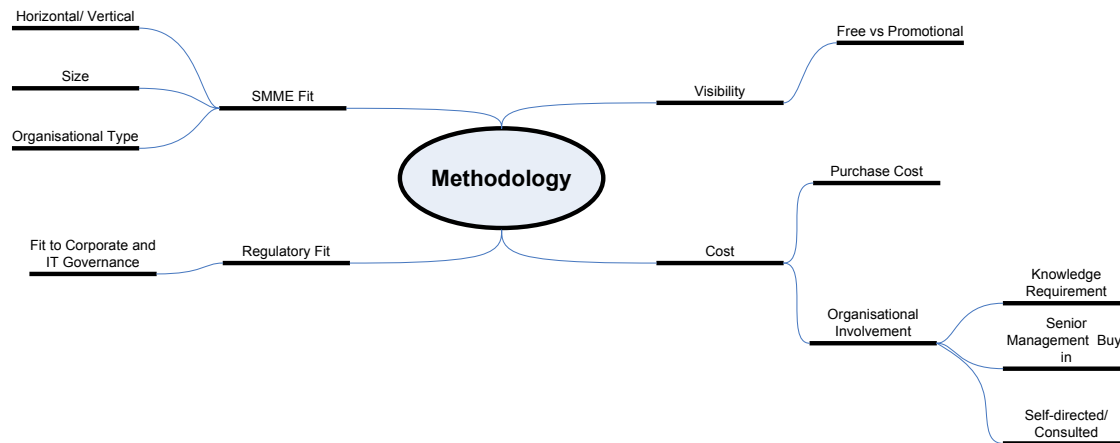 Horizontal/ Vertical
Size
Organisational Type
SMME Fit
Fit to Corporate and
IT Governance
Regulatory Fit
Methodology
Visibility
Free vs Promotional
Cost
Purchase Cost
Organisational
Involvement
Knowledge
Requirement
Senior
Management Buy
in
Self-directed/
Consulted